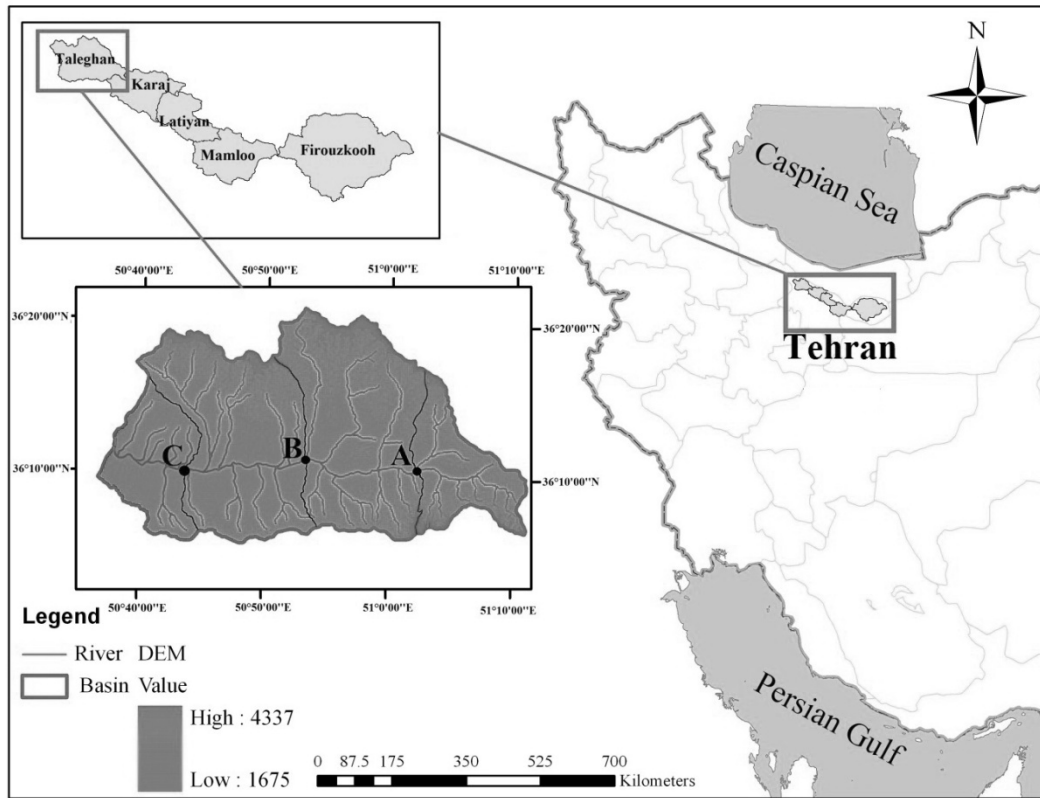 Taleghan
Karaj
Latiyan
Mamloo
Firouzkooh
N
Caspian Sea
Tehran
Persian Gulf
50°40'00"E 50°50'00"E 51°0'00"E 51°10'00"E
36°20'00"N
36°20'00"N
36°10'00"N
36°10'00"N
C
B
A
50°40'00"E 50°50'00"E 51°0'00"E 51°10'00"E
Legend
River DEM
Basin Value
High : 4337
Low : 1675
0 87.5 175 350 525 700
Kilometers